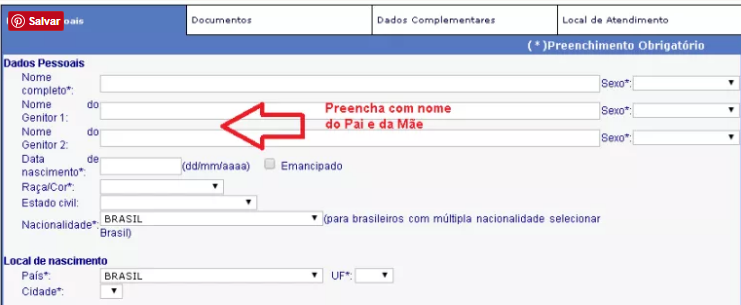 Salvar
oais
Documentos
Dados Complementares
Local de Atendimento
(*)Preenchimento Obrigatório
Dados Pessoais
Nome completo*:
Sexo*:
Nome do Genitor 1:
Sexo*:
Preencha com nome
do Pai e da Mãe
Nome do Genitor 2:
Sexo*:
Data de nascimento*:
(dd/mm/aaaa)
Emancipado
Raça/Cor*:
Estado civil:
Nacionalidade*:
BRASIL
(para brasileiros com múltipla nacionalidade selecionar
Brasil)
Local de nascimento
País*:
BRASIL
UF*:
Cidade*: